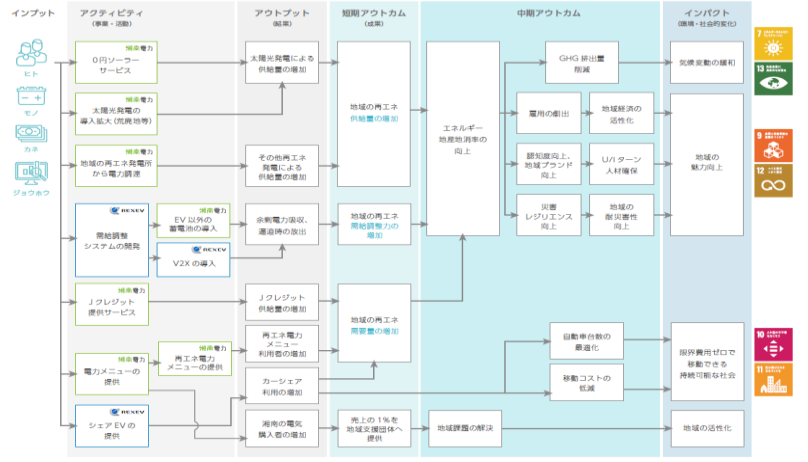 インプット
アクティビティ
(事業・活動)
アウトプット
(結果)
短期アウトカム
(成果)
中期アウトカム
インパクト
(環境・社会的変化)
ヒト
モノ
カネ
ジョウホウ
湘南電力
0円ソーラー
サービス
湘南電力
太陽光発電の
導入拡大(荒廃地等)
湘南電力
地域の再エネ発電所
から電力調達
REXEV
需給調整
システムの開発
湘南電力
EV以外の
蓄電池の導入
REXEV
V2Xの導入
湘南電力
Jクレジット
提供サービス
湘南電力
電力メニューの
提供
湘南電力
再エネ電力
メニューの提供
REXEV
シェアEVの
提供
太陽光発電による
供給量の増加
その他再エネ
発電による
供給量の増加
余剰電力吸収、
逼迫時の放出
Jクレジット
供給量の増加
再エネ電力
メニュー
利用者の増加
カーシェア
利用の増加
湘南の電気
購入者の増加
地域の再エネ
供給量の増加
地域の再エネ
需給調整力の
増加
地域の再エネ
需要量の増加
売上の1%を
地域支援団体へ
提供
エネルギー
地産地消率の
向上
GHG排出量
削減
雇用の創出
地域経済の
活性化
認知度向上、
地域ブランド
向上
U/Iターン
人材確保
災害
レジリエンス
向上
地域の
耐災害性
向上
自動車台数の
最適化
移動コストの
低減
地域課題の解決
気候変動の緩和
地域の
魅力向上
限界費用ゼロで
移動できる
持続可能な社会
地域の活性化
7
13
9
12
10
11